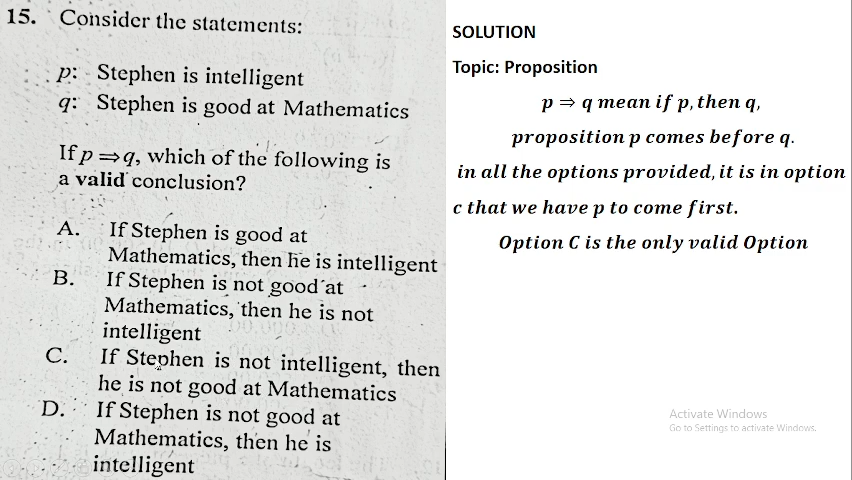 15. Consider the statements:
p: Stephen is intelligent
q: Stephen is good at Mathematics
If p ⇒ q, which of the following is
a valid conclusion?
A. If Stephen is good at
Mathematics, then he is intelligent
B. If Stephen is not good at
Mathematics, then he is not
intelligent
C. If Stephen is not intelligent, then
he is not good at Mathematics
D. If Stephen is not good at
Mathematics, then he is
intelligent
SOLUTION
Topic: Proposition
p ⇒ q mean if p, then q,
proposition p comes before q.
in all the options provided, it is in option
c that we have p to come first.
Option C is the only valid Option
Activate Windows
Go to Settings to activate Windows.